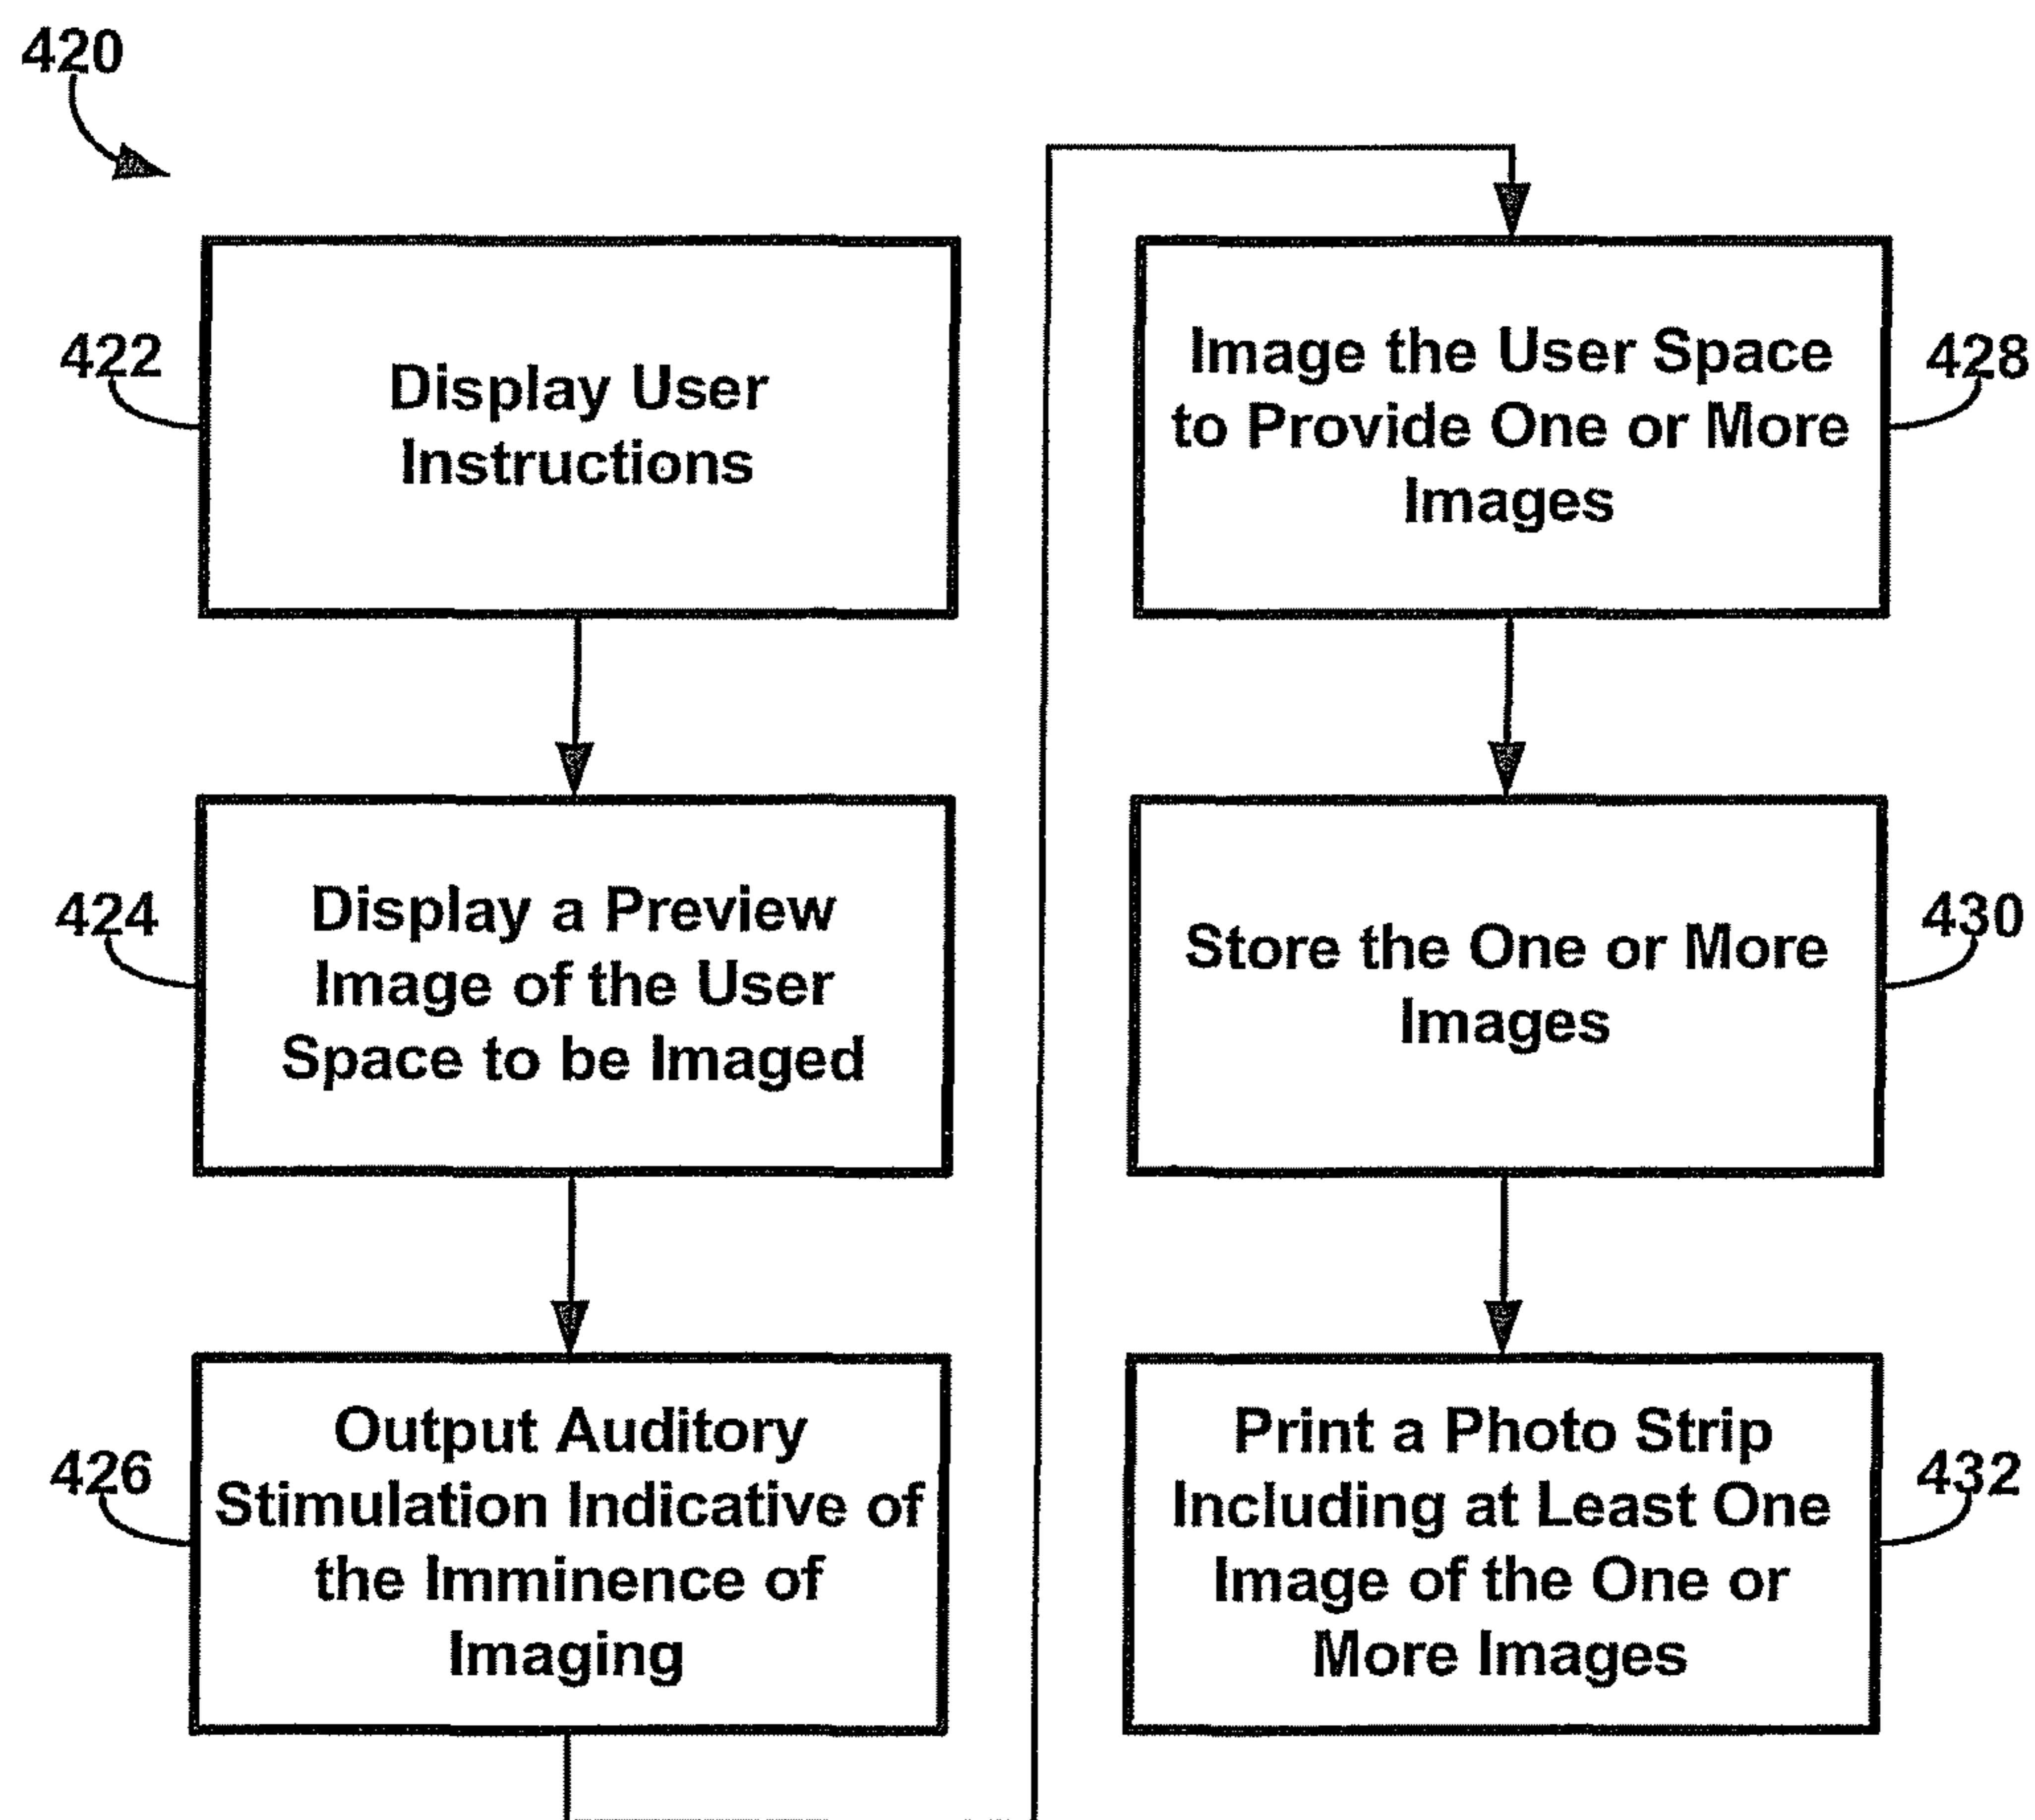 420
422
Display User
Instructions
424
Display a Preview
Image of the User
Space to be Imaged
426
Output Auditory
Stimulation Indicative of
the Imminence of
Imaging
428
Image the User Space
to Provide One or More
Images
430
Store the One or More
Images
432
Print a Photo Strip
Including at Least One
Image of the One or
More Images